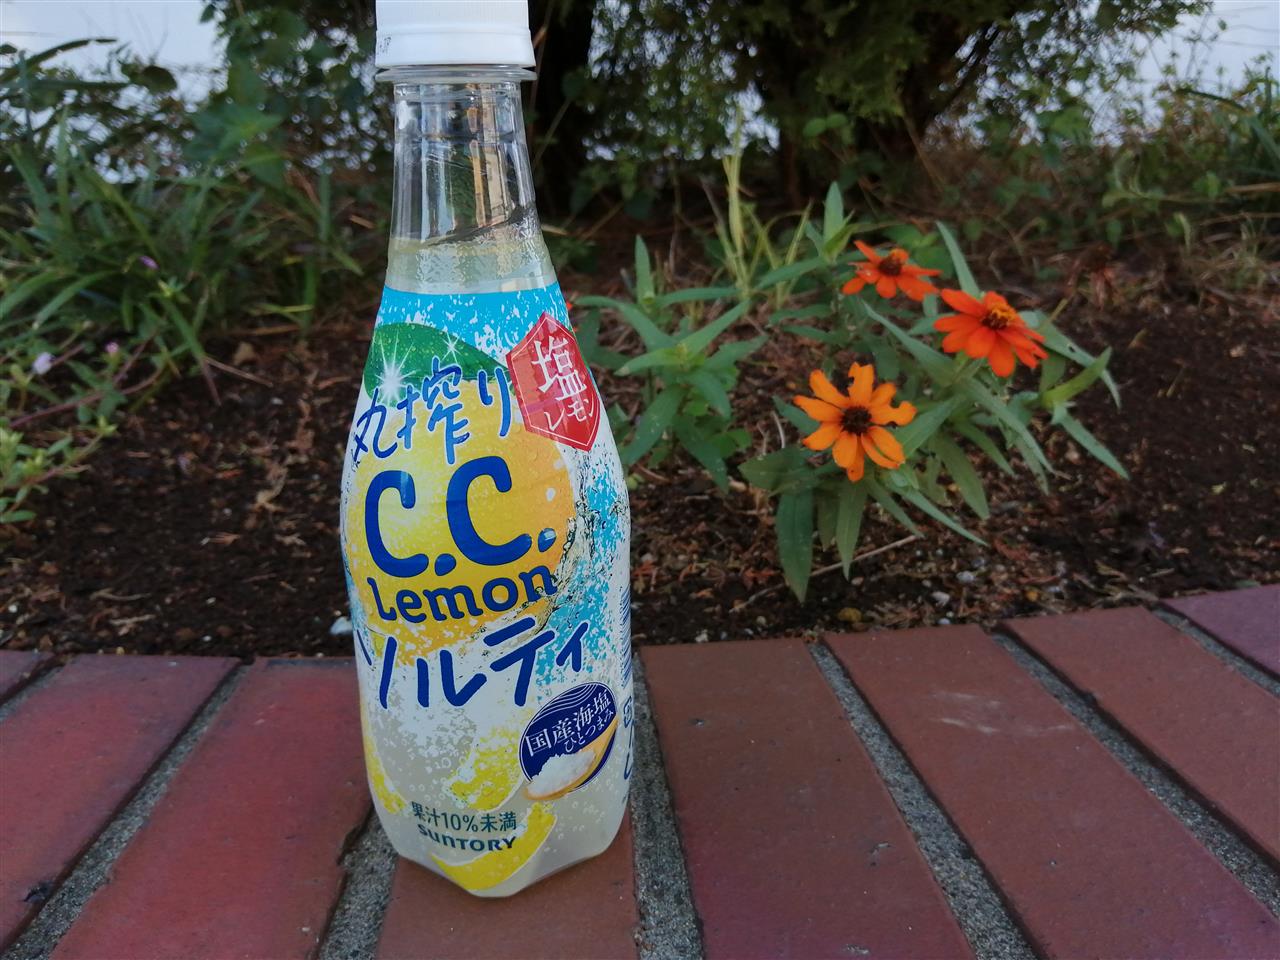 塩
レモン
丸搾り
C.C.
Lemon
ソルティ
国産海塩
ひとつまみ
果汁10%未満
SUNTORY